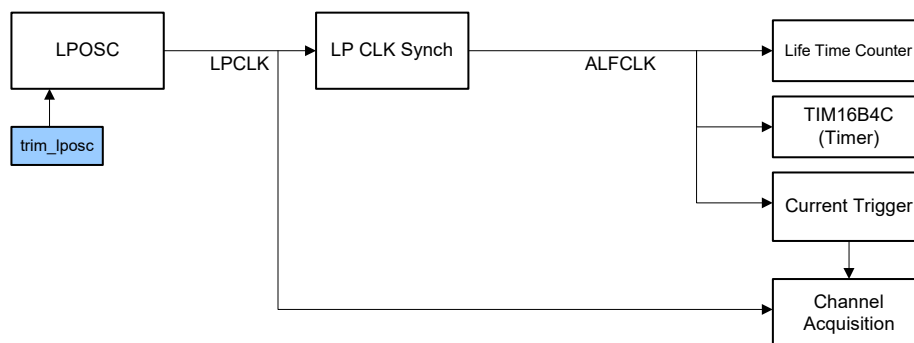 LPOSC
LPCLK
LP CLK Synch
ALFCLK
Life Time Counter
trim_lposc
TIM16B4C
(Timer)
Current Trigger
Channel
Acquisition